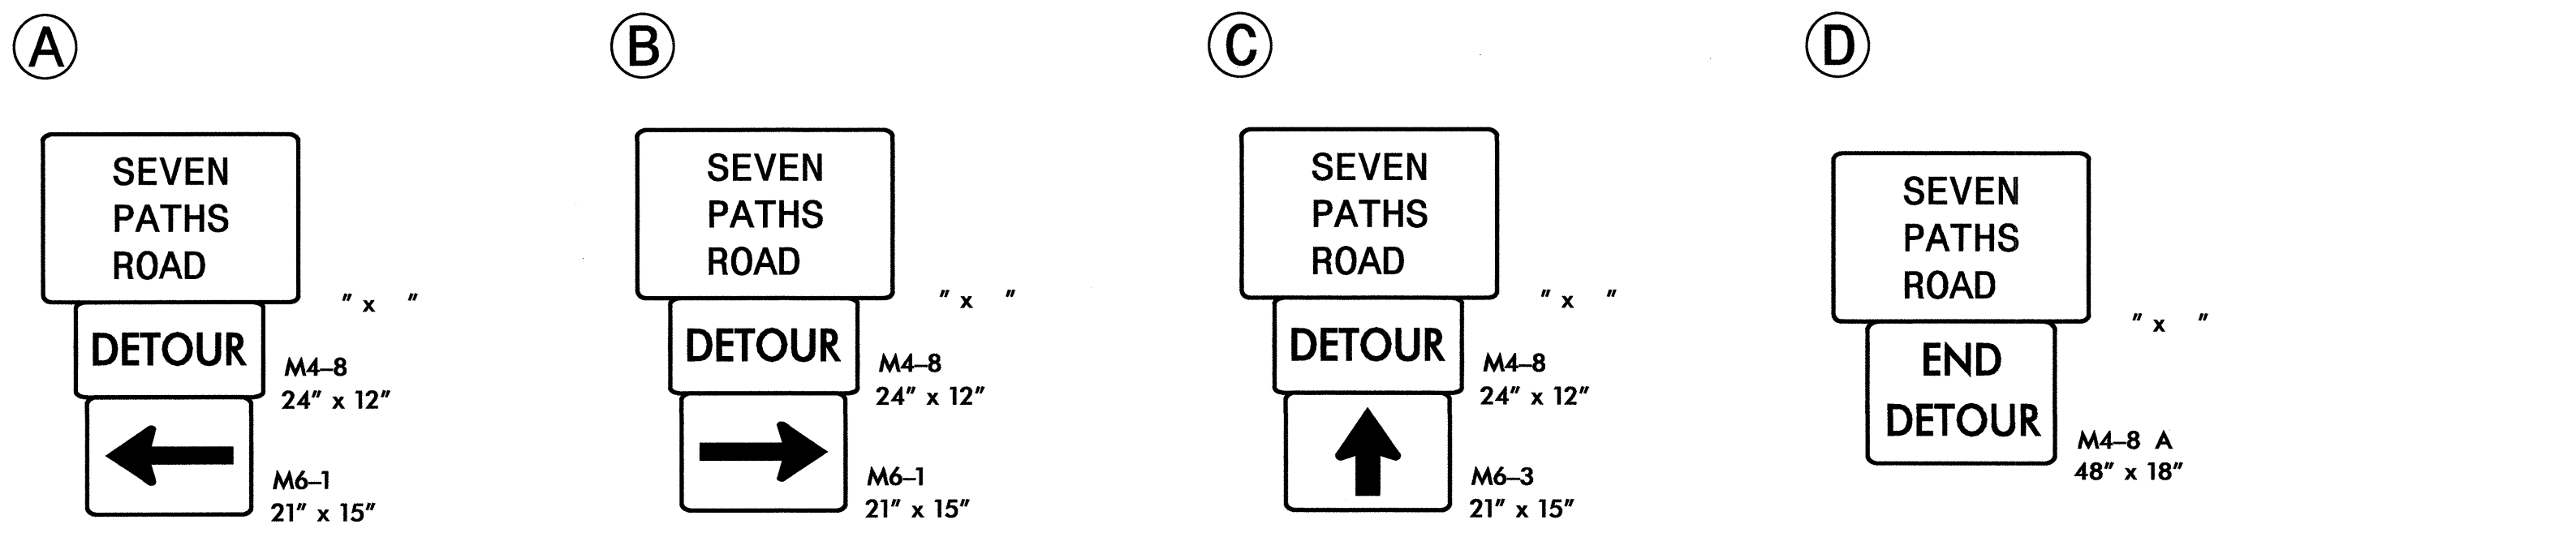 A
SEVEN
PATHS
ROAD
" x "
DETOUR
M4-8
24" x 12"
M6-1
21" x 15"
B
SEVEN
PATHS
ROAD
" x "
DETOUR
M4-8
24" x 12"
M6-1
21" x 15"
C
SEVEN
PATHS
ROAD
" x "
DETOUR
M4-8
24" x 12"
M6-3
21" x 15"
D
SEVEN
PATHS
ROAD
" x "
END
DETOUR
M4-8 A
48" x 18"